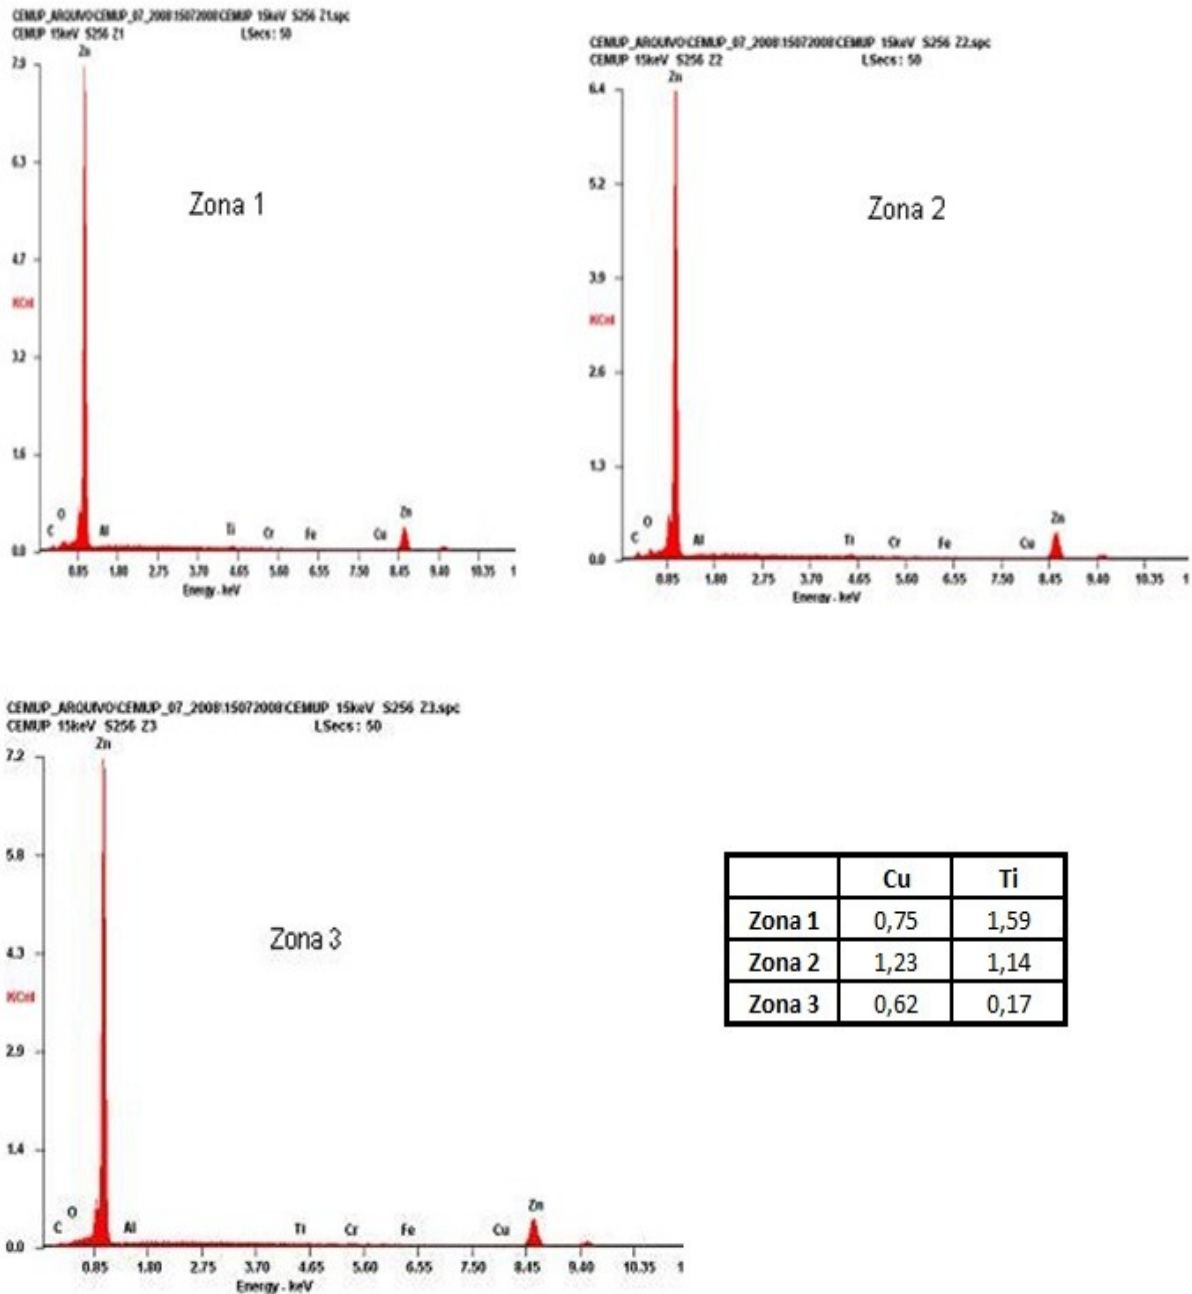 CEMUP_ARQUIVO\CEMUP_07_2008\15072008\CEMUP 15keV S256 Z1.spc
CEMUP 15keV S256 Z1 LSecs : 50
Zn
7.9
6.3
4.7
KCnt
3.2
1.6
0.0
Zona 1
C O Al Ti Cr Fe Cu Zn
0.85 1.80 2.75 3.70 4.65 5.60 6.55 7.50 8.45 9.40 10.35 1
Energy - keV
CEMUP_ARQUIVO\CEMUP_07_2008\15072008\CEMUP 15keV S256 Z2.spc
CEMUP 15keV S256 Z2 LSecs : 50
Zn
6.4
5.2
3.9
KCnt
2.6
1.3
0.0
Zona 2
C O Al Ti Cr Fe Cu Zn
0.85 1.80 2.75 3.70 4.65 5.60 6.55 7.50 8.45 9.40 10.35 1
Energy - keV
CEMUP_ARQUIVO\CEMUP_07_2008\15072008\CEMUP 15keV S256 Z3.spc
CEMUP 15keV S256 Z3 LSecs : 50
Zn
7.2
5.8
4.3
KCnt
2.9
1.4
0.0
Zona 3
C O Al Ti Cr Fe Cu Zn
0.85 1.80 2.75 3.70 4.65 5.60 6.55 7.50 8.45 9.40 10.35 1
Energy - keV
Cu Ti
Zona 1 0,75 1,59
Zona 2 1,23 1,14
Zona 3 0,62 0,17